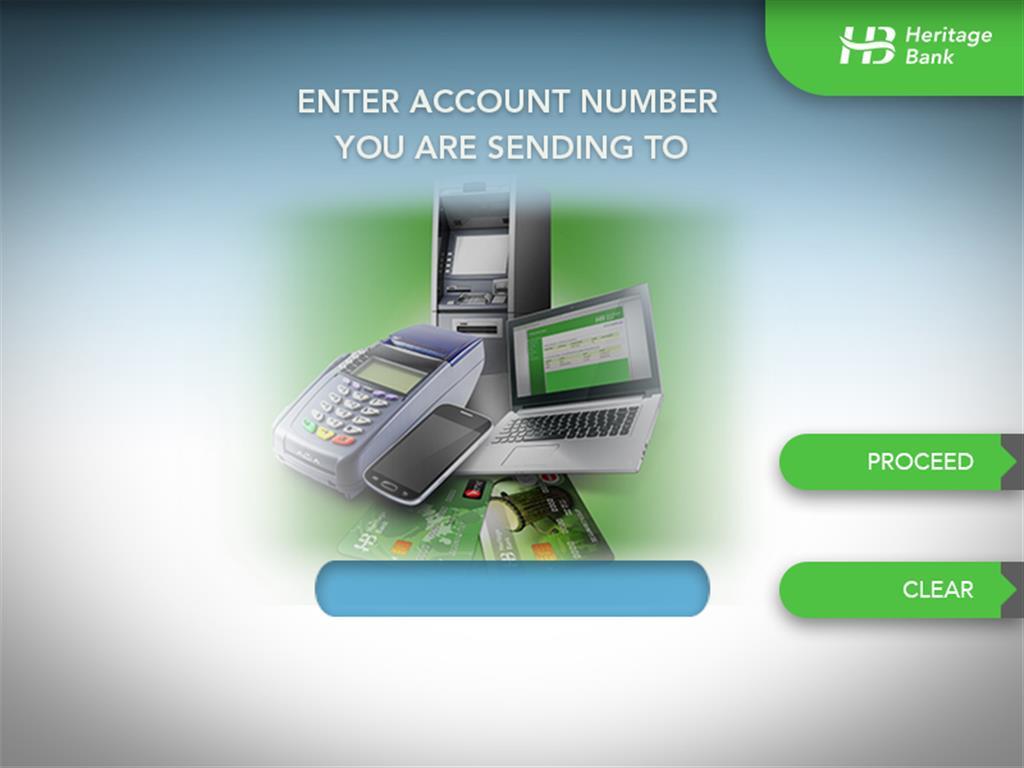 HB Heritage
Bank
ENTER ACCOUNT NUMBER
YOU ARE SENDING TO
PROCEED
CLEAR